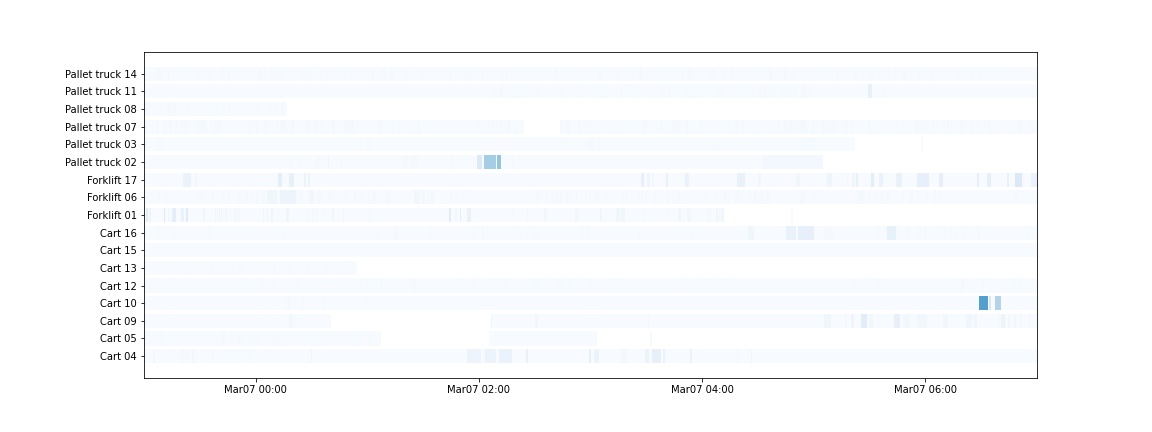 Pallet truck 14
Pallet truck 11
Pallet truck 08
Pallet truck 07
Pallet truck 03
Pallet truck 02
Forklift 17
Forklift 06
Forklift 01
Cart 16
Cart 15
Cart 13
Cart 12
Cart 10
Cart 09
Cart 05
Cart 04
Mar07 00:00 Mar07 02:00 Mar07 04:00 Mar07 06:00